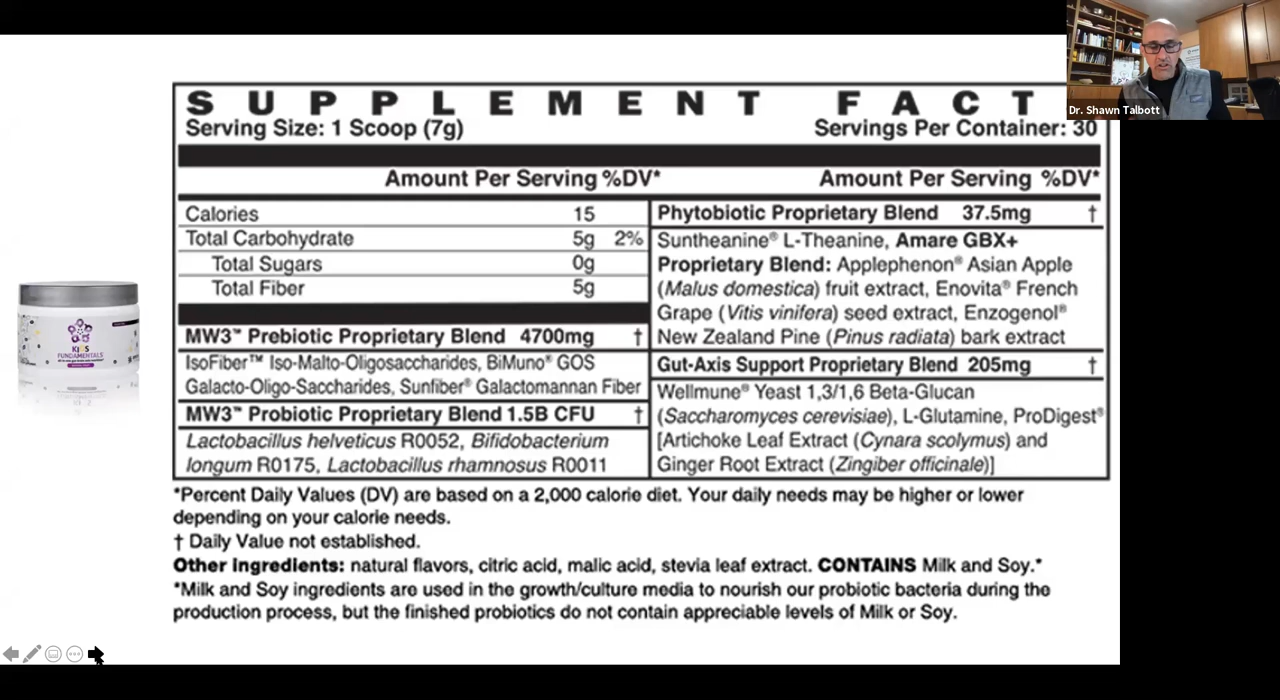 Dr. Shawn Talbott
SUPPLEMENT FACT
Serving Size: 1 Scoop (7g)
Servings Per Container: 30
Amount Per Serving %DV*
Calories 15
Total Carbohydrate 5g 2%
Total Sugars 0g
Total Fiber 5g
MW3™ Prebiotic Proprietary Blend 4700mg †
IsoFiber™ Iso-Malto-Oligosaccharides, BiMuno® GOS
Galacto-Oligo-Saccharides, Sunfiber® Galactomannan Fiber
MW3™ Probiotic Proprietary Blend 1.5B CFU †
Lactobacillus helveticus R0052, Bifidobacterium
longum R0175, Lactobacillus rhamnosus R0011
Amount Per Serving %DV*
Phytobiotic Proprietary Blend 37.5mg †
Suntheanine® L-Theanine, Amare GBX+
Proprietary Blend: Applephenon® Asian Apple
(Malus domestica) fruit extract, Enovita® French
Grape (Vitis vinifera) seed extract, Enzogenol®
New Zealand Pine (Pinus radiata) bark extract
Gut-Axis Support Proprietary Blend 205mg †
Wellmune® Yeast 1,3/1,6 Beta-Glucan
(Saccharomyces cerevisiae), L-Glutamine, ProDigest®
[Artichoke Leaf Extract (Cynara scolymus) and
Ginger Root Extract (Zingiber officinale)]
*Percent Daily Values (DV) are based on a 2,000 calorie diet. Your daily needs may be higher or lower
depending on your calorie needs.
† Daily Value not established.
Other ingredients: natural flavors, citric acid, malic acid, stevia leaf extract. CONTAINS Milk and Soy.*
*Milk and Soy ingredients are used in the growth/culture media to nourish our probiotic bacteria during the
production process, but the finished probiotics do not contain appreciable levels of Milk or Soy.
KIDS
FUNDAMENTALS